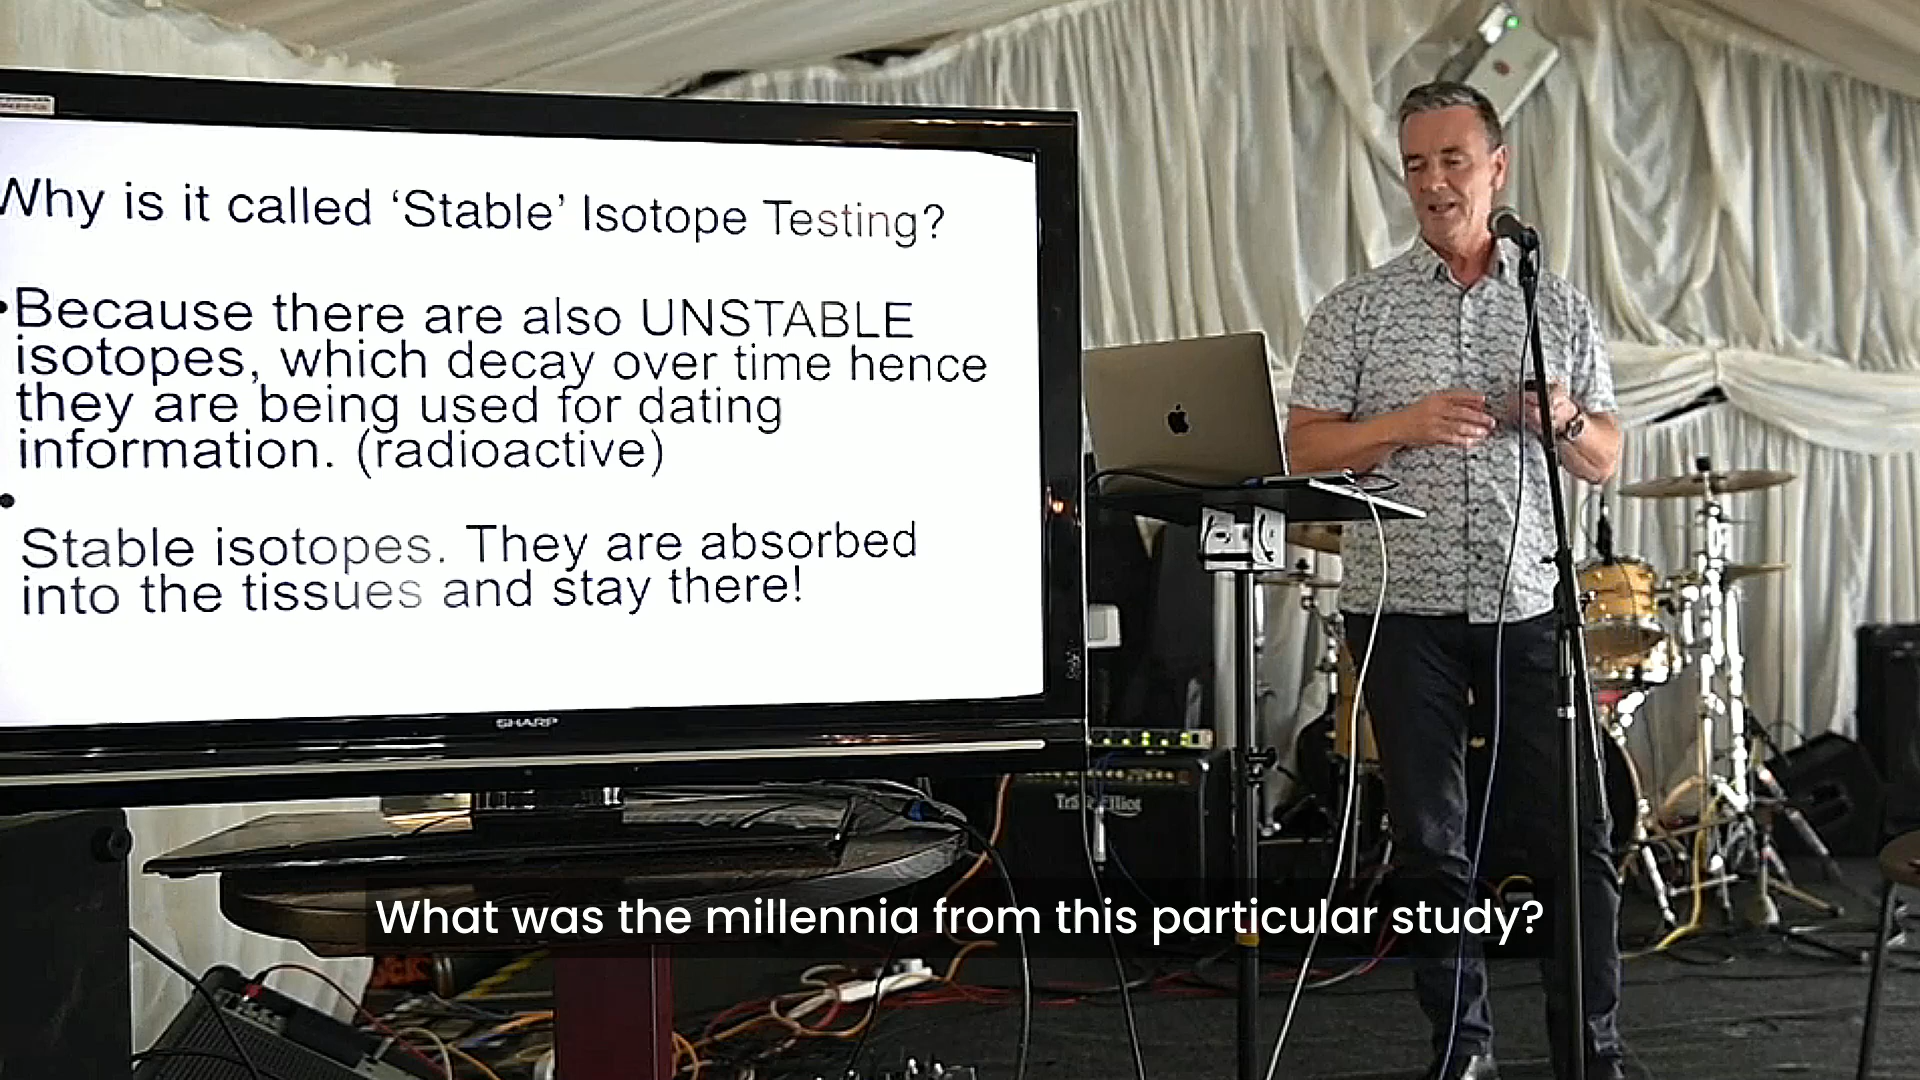 Why is it called ‘Stable’ Isotope Testing?
•Because there are also UNSTABLE
isotopes, which decay over time hence
they are being used for dating
information. (radioactive)
•
Stable isotopes. They are absorbed
into the tissues and stay there!
SHARP
What was the millennia from this particular study?